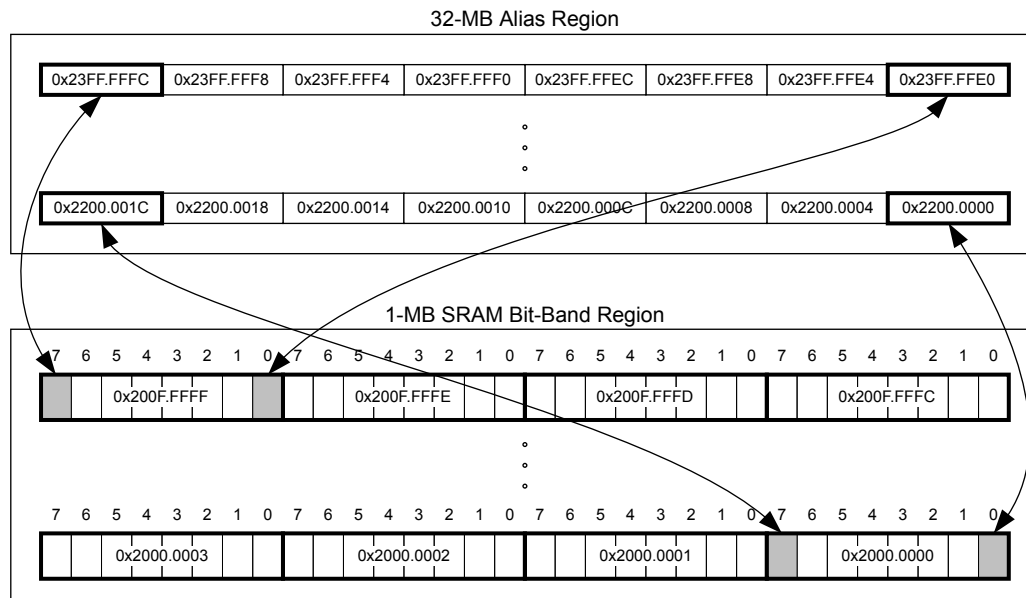 32-MB Alias Region
0x23FF.FFFC 0x23FF.FFF8 0x23FF.FFF4 0x23FF.FFF0 0x23FF.FFEC 0x23FF.FFE8 0x23FF.FFE4 0x23FF.FFE0
0x2200.001C 0x2200.0018 0x2200.0014 0x2200.0010 0x2200.000C 0x2200.0008 0x2200.0004 0x2200.0000
1-MB SRAM Bit-Band Region
7 6 5 4 3 2 1 0 7 6 5 4 3 2 1 0 7 6 5 4 3 2 1 0 7 6 5 4 3 2 1 0
0x200F.FFFF 0x200F.FFFE 0x200F.FFFD 0x200F.FFFC
7 6 5 4 3 2 1 0 7 6 5 4 3 2 1 0 7 6 5 4 3 2 1 0 7 6 5 4 3 2 1 0
0x2000.0003 0x2000.0002 0x2000.0001 0x2000.0000